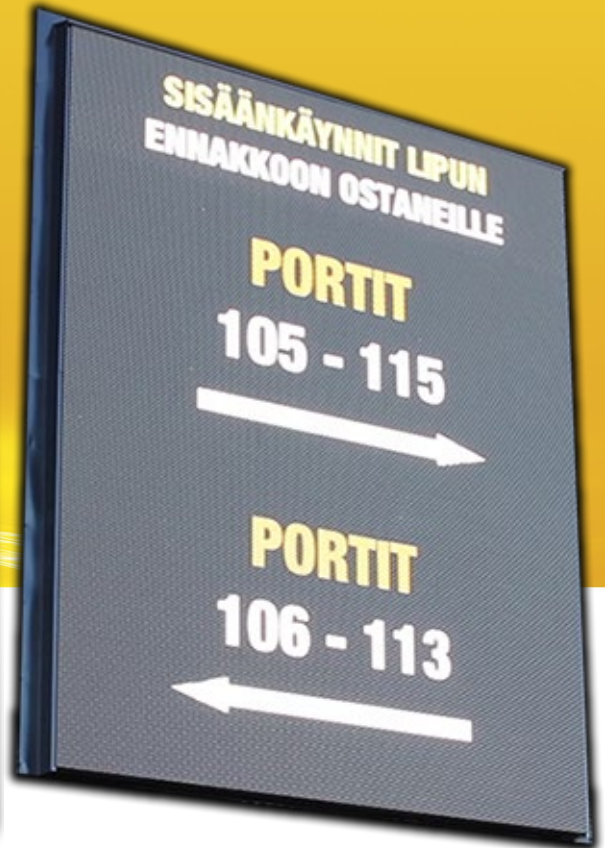 SISÄÄNKÄYNNIT LIPUN
ENNAKKOON OSTANEILLE
PORTIT
105 - 115
PORTIT
106 - 113